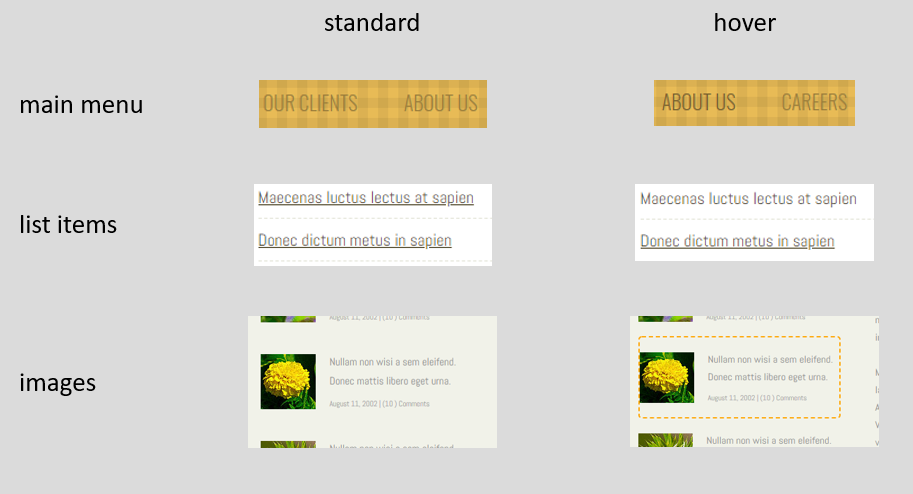 standard hover
main menu OUR CLIENTS ABOUT US ABOUT US CAREERS
list items
Maecenas luctus lectus at sapien Maecenas luctus lectus at sapien
Donec dictum metus in sapien Donec dictum metus in sapien
images
August 11, 2002 | (10 ) Comments August 11, 2002 | (10 ) Comments
Nullam non wisi a sem eleifend. Nullam non wisi a sem eleifend.
Donec mattis libero eget urna. Donec mattis libero eget urna.
August 11, 2002 | (10 ) Comments August 11, 2002 | (10 ) Comments
Nullam non wisi a sem eleifend. Nullam non wisi a sem eleifend.